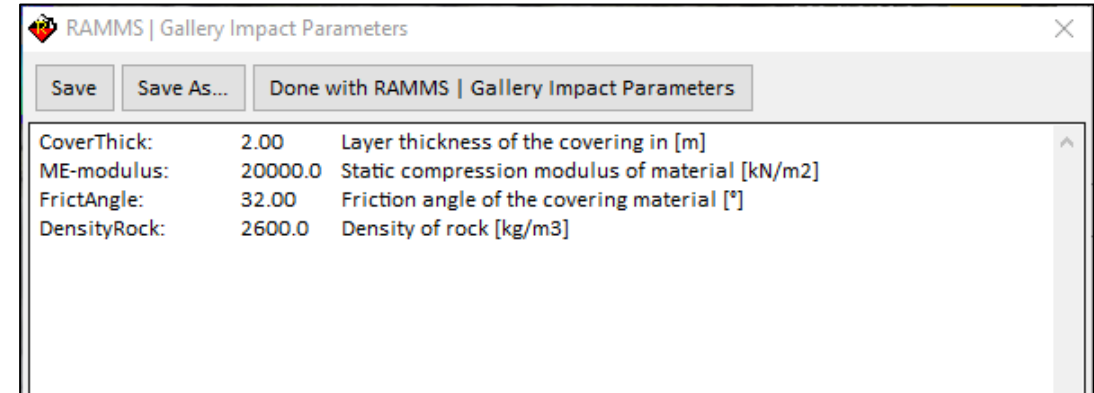 RAMMS | Gallery Impact Parameters
Save Save As... Done with RAMMS | Gallery Impact Parameters
CoverThick: 2.00 Layer thickness of the covering in [m]
ME-modulus: 20000.0 Static compression modulus of material [kN/m2]
FrictAngle: 32.00 Friction angle of the covering material [°]
DensityRock: 2600.0 Density of rock [kg/m3]